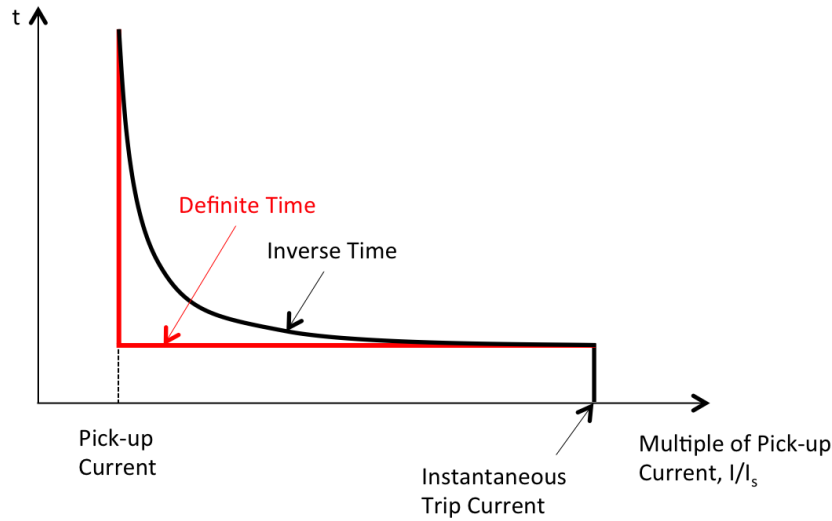 t
Definite Time
Inverse Time
Pick-up
Current
Instantaneous
Trip Current
Multiple of Pick-up
Current, I/Iₛ